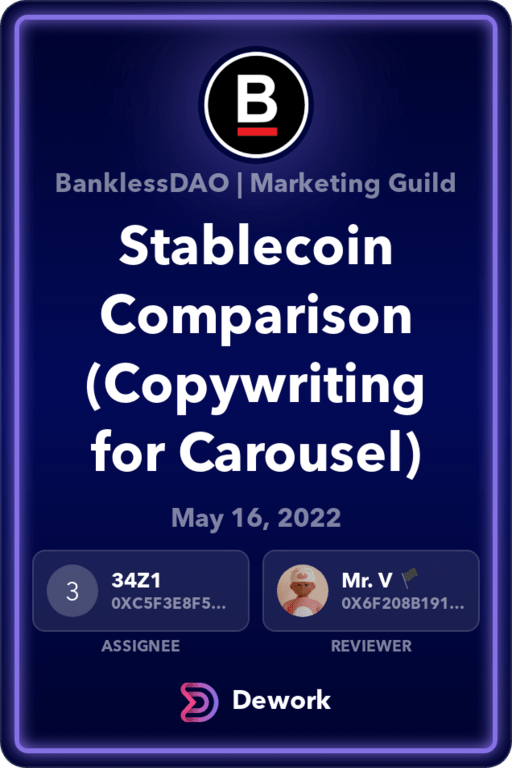 B
BanklessDAO | Marketing Guild
Stablecoin
Comparison
(Copywriting
for Carousel)
May 16, 2022
3
34Z1
0XC5F3E8F5...
Mr. V 🏴
0X6F208B191...
ASSIGNEE
REVIEWER
Dework